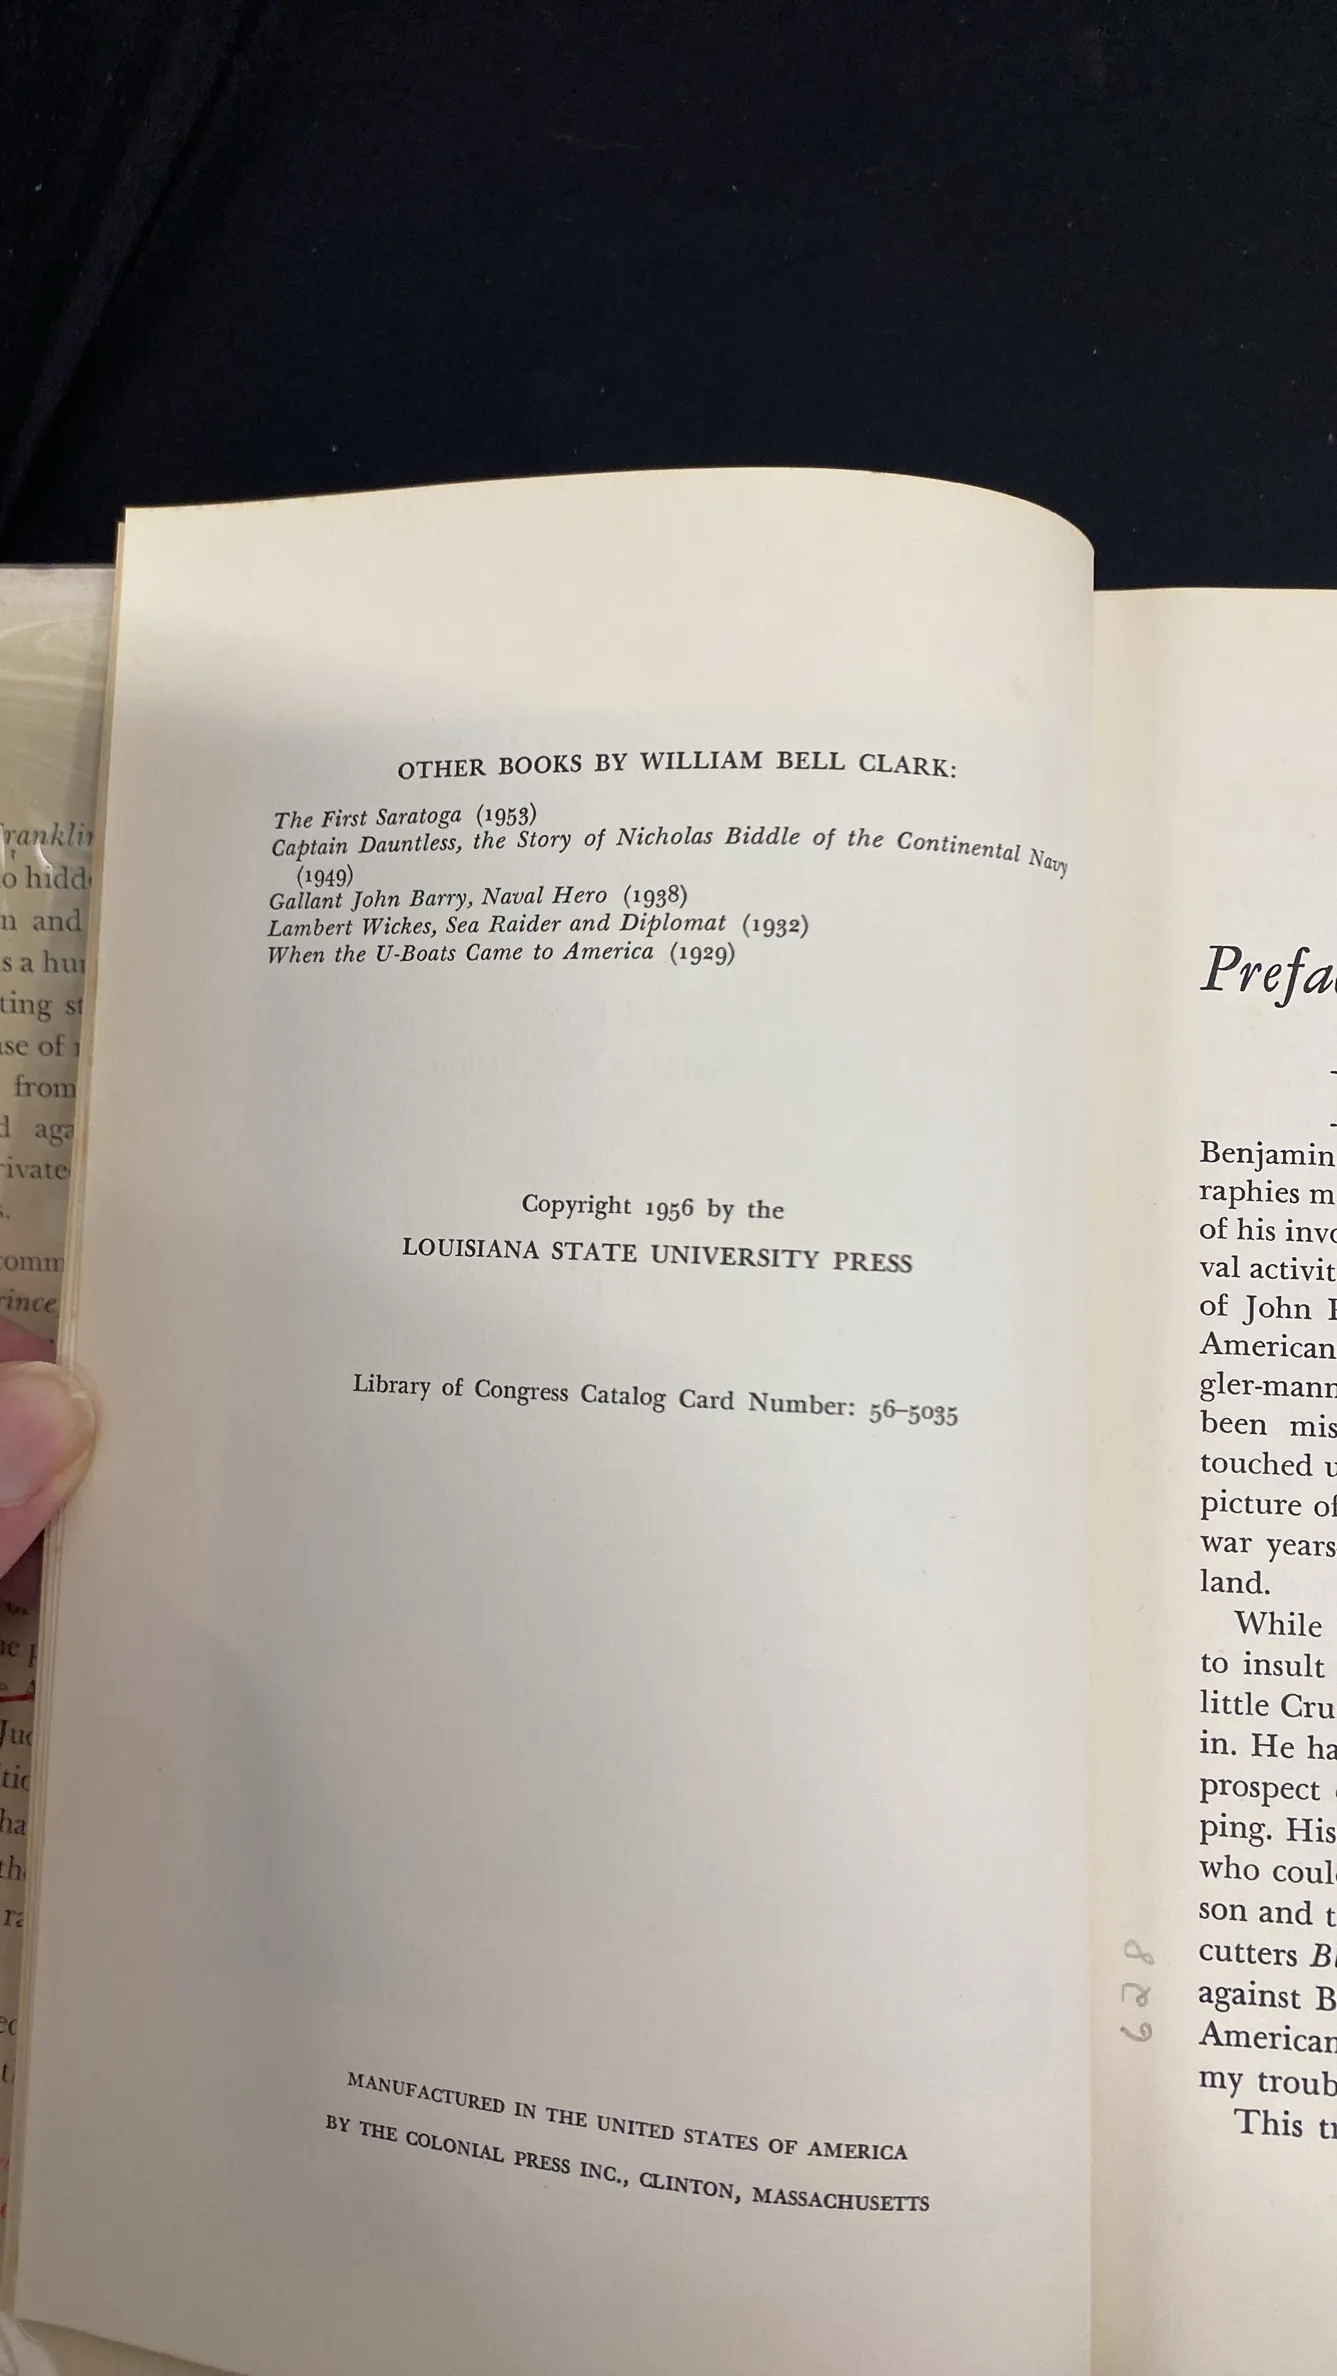 OTHER BOOKS BY WILLIAM BELL CLARK:
The First Saratoga (1953)
Captain Dauntless, the Story of Nicholas Biddle of the Continental Navy
(1949)
Gallant John Barry, Naval Hero (1938)
Lambert Wickes, Sea Raider and Diplomat (1932)
When the U-Boats Came to America (1929)
Copyright 1956 by the
LOUISIANA STATE UNIVERSITY PRESS
Library of Congress Catalog Card Number: 56–5035
MANUFACTURED IN THE UNITED STATES OF AMERICA
BY THE COLONIAL PRESS INC., CLINTON, MASSACHUSETTS
628
Benjamin
raphies
of his
val
of John
American
been
touched
picture
war years
land.
While
to insult
little
in. He
prospect
ping. His
who
son and
cutters
against
American
my
This
and
s a
ting
from